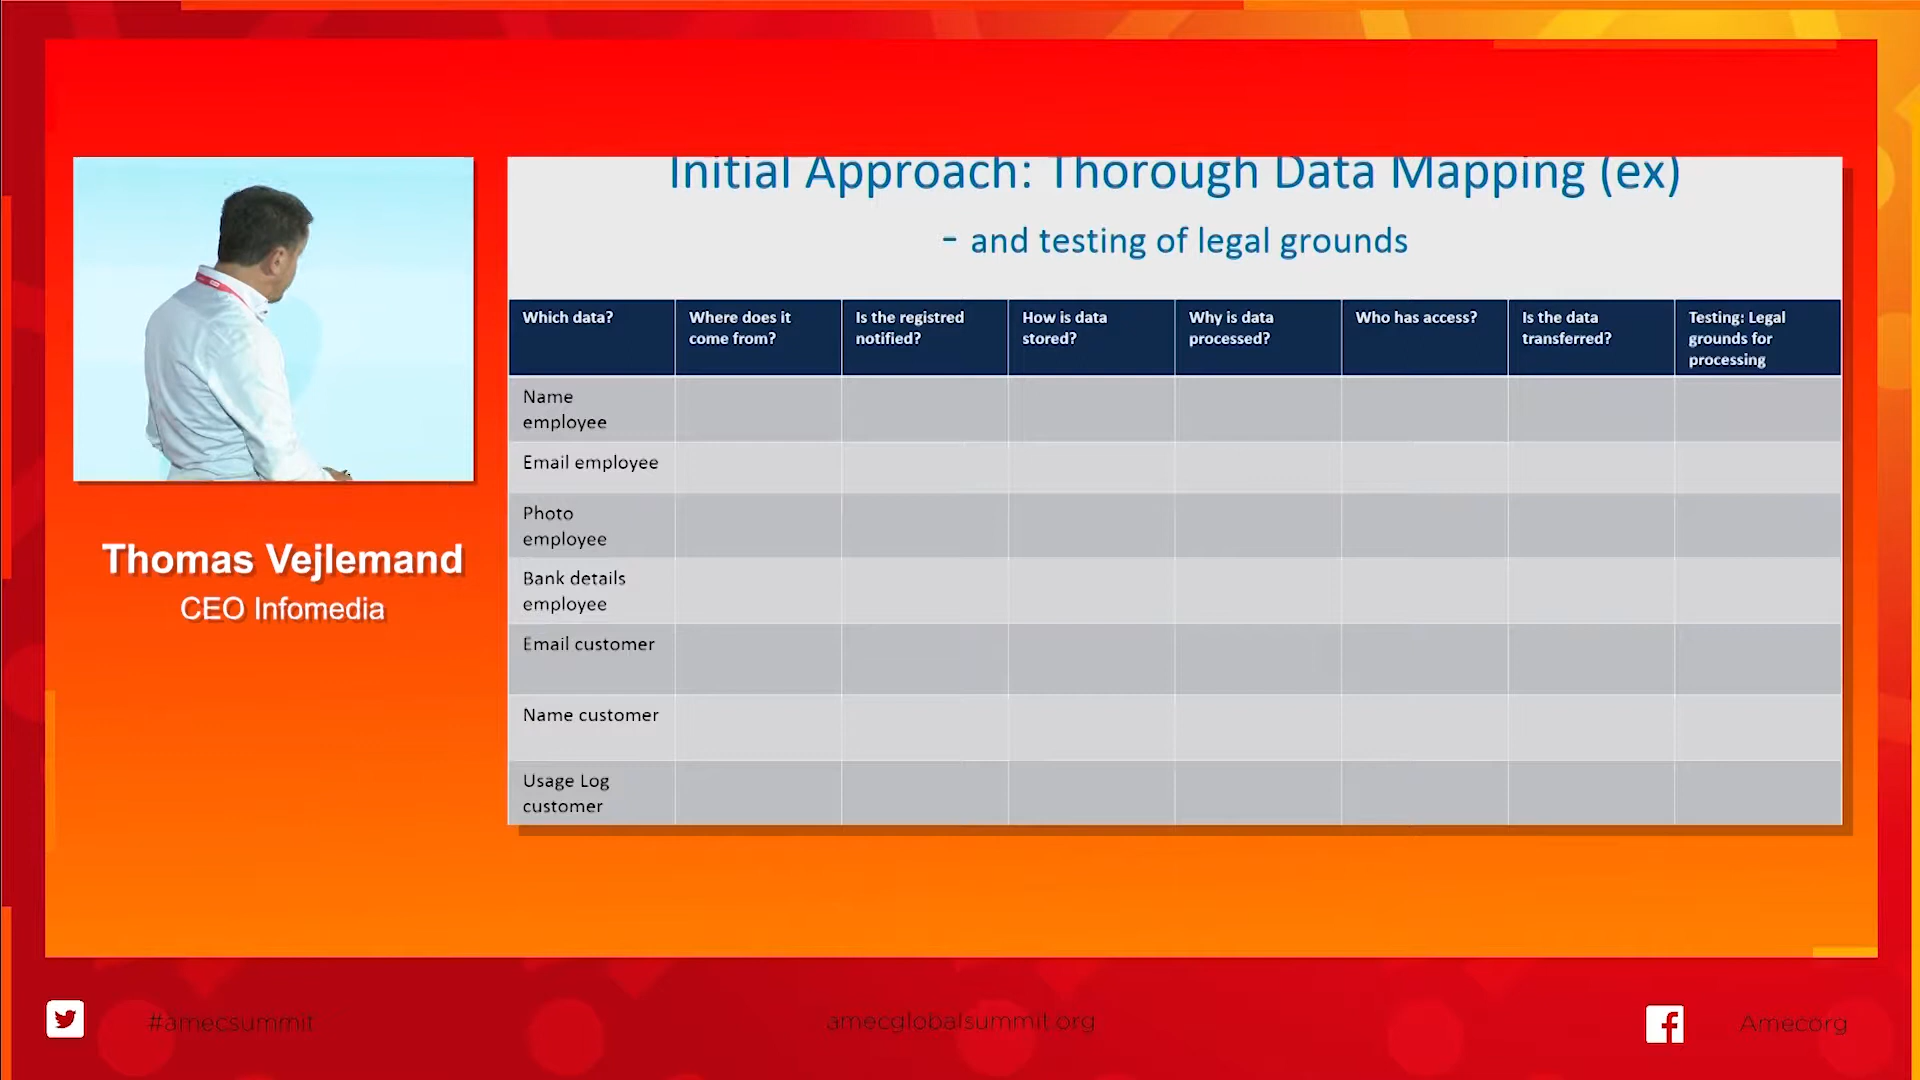 Initial Approach: Thorough Data Mapping (ex)
- and testing of legal grounds
Which data?
Where does it
come from?
Is the registred
notified?
How is data
stored?
Why is data
processed?
Who has access?
Is the data
transferred?
Testing: Legal
grounds for
processing
Name
employee
Email employee
Photo
employee
Bank details
employee
Email customer
Name customer
Usage Log
customer
Thomas Vejlemand
CEO Infomedia
#amecsummit
amecglobalsummit.org
Amecorg